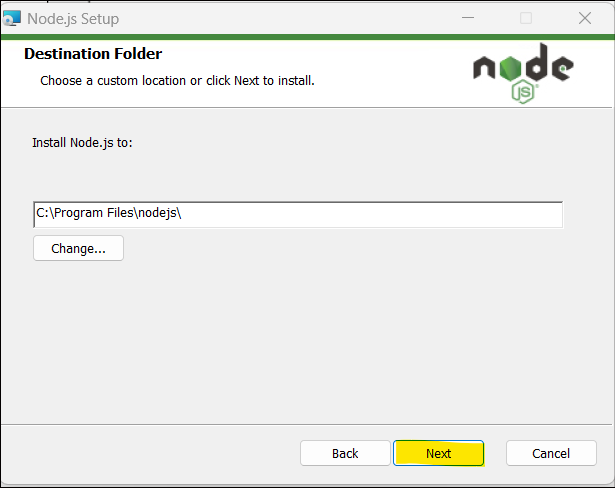 Node.js Setup
Destination Folder
Choose a custom location or click Next to install.
node
JS
Install Node.js to:
C:\Program Files\nodejs\
Change...
Back
Next
Cancel